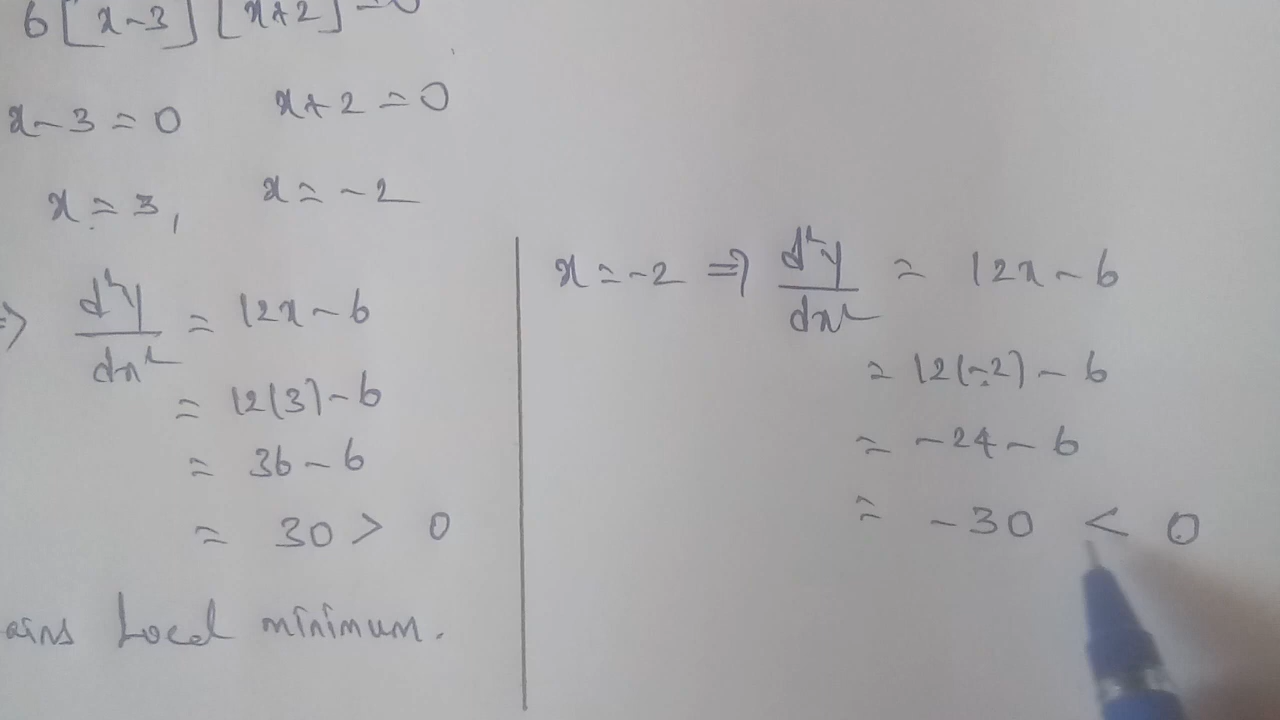 6[x-3][x+2]=0
x-3=0 x+2=0
x=3, x=-2
=> d²y/dx² = 12x-6
= 12(3)-6
= 36-6
= 30 > 0
ains Local minimum.
x=-2 => d²y/dx² = 12x-6
= 12(-2)-6
= -24-6
= -30 < 0